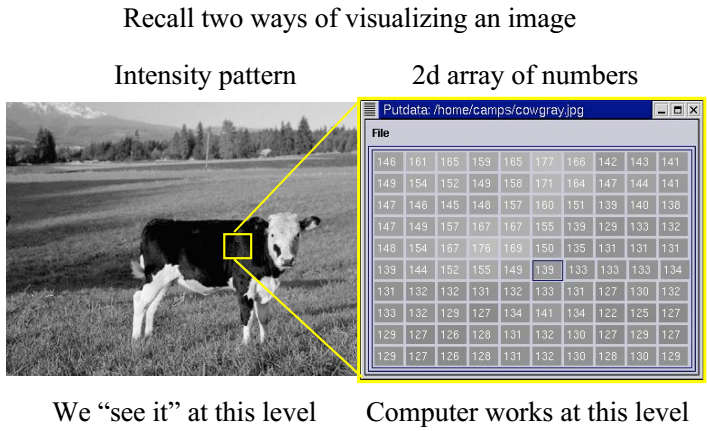 Recall two ways of visualizing an image
Intensity pattern
2d array of numbers
Putdata: /home/camps/cowgray.jpg
File
146 161 165 159 165 177 166 142 143 141
149 154 152 149 158 171 164 147 144 141
147 146 145 148 157 160 151 139 140 138
147 149 157 167 167 155 139 129 133 132
148 154 167 176 169 150 135 131 131 131
139 144 152 155 149 139 133 133 133 134
131 132 132 131 132 133 131 127 130 132
133 132 129 127 134 141 134 122 125 127
129 127 126 128 131 132 130 127 129 127
129 127 126 128 131 132 130 128 130 129
We “see it” at this level
Computer works at this level